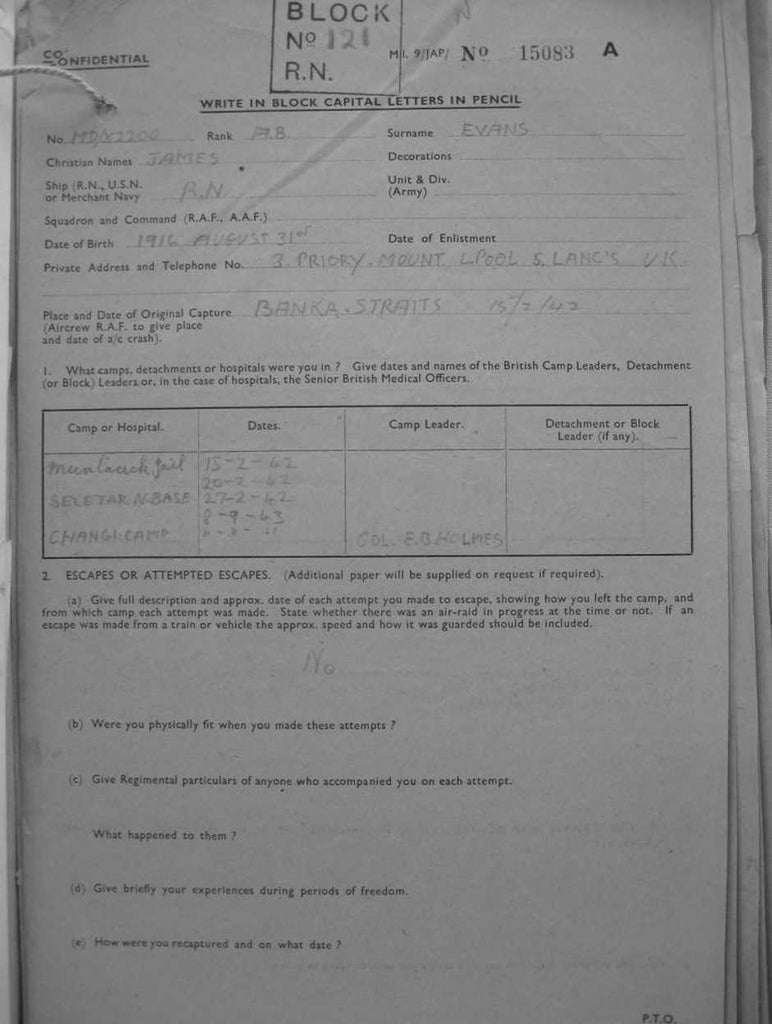 BLOCK
Nº 121
R.N.
CONFIDENTIAL
M.I. 9/JAP/ Nº 15083 A
WRITE IN BLOCK CAPITAL LETTERS IN PENCIL
No. MD/X2200 Rank A.B. Surname EVANS
Christian Names JAMES Decorations
Ship (R.N., U.S.N. or Merchant Navy R.N. Unit & Div. (Army)
Squadron and Command (R.A.F., A.A.F.)
Date of Birth 1916 AUGUST 31st Date of Enlistment
Private Address and Telephone No. 3. PRIORY. MOUNT LPOOL 5. LANC'S UK
Place and Date of Original Capture BANKA. STRAITS 15/2/42
(Aircrew R.A.F. to give place
and date of a/c crash).
1. What camps, detachments or hospitals were you in ? Give dates and names of the British Camp Leaders, Detachment
(or Block) Leaders or, in the case of hospitals, the Senior British Medical Officers.
Camp or Hospital. Dates. Camp Leader. Detachment or Block Leader (if any).
Jail 15-2-42
20-2-42
SELETAR N. BASE 27-2-42
8-9-43
CHANGI CAMP COL. E.B HOLMES
2. ESCAPES OR ATTEMPTED ESCAPES. (Additional paper will be supplied on request if required).
(a) Give full description and approx. date of each attempt you made to escape, showing how you left the camp, and
from which camp each attempt was made. State whether there was an air-raid in progress at the time or not. If an
escape was made from a train or vehicle the approx. speed and how it was guarded should be included.
No
(b) Were you physically fit when you made these attempts ?
(c) Give Regimental particulars of anyone who accompanied you on each attempt.
What happened to them ?
(d) Give briefly your experiences during periods of freedom.
(e) How were you recaptured and on what date ?
P.T.O.